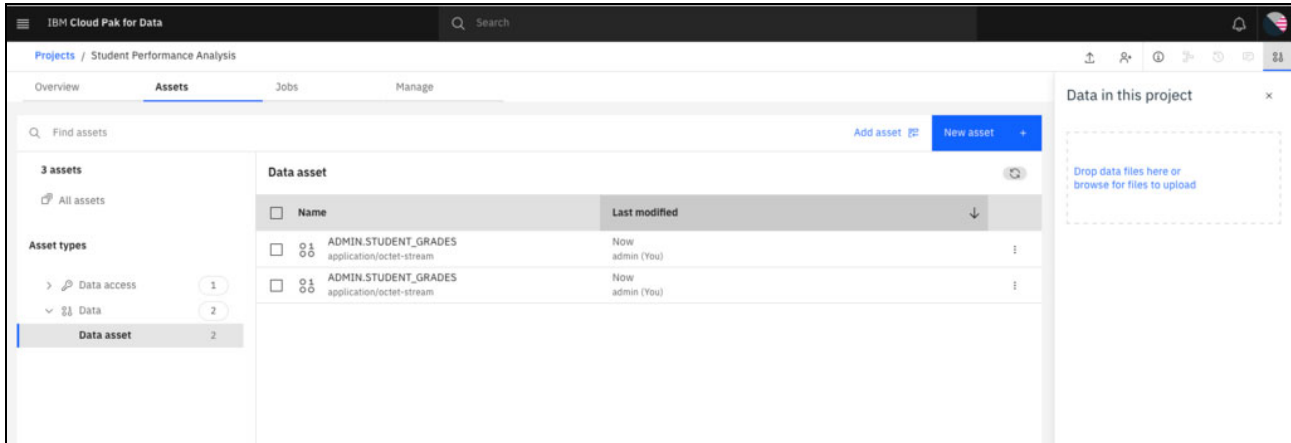 IBM Cloud Pak for Data
Search
Projects / Student Performance Analysis
Overview Assets Jobs Manage
Data in this project
Find assets
Add asset
New asset +
Drop data files here or
browse for files to upload
3 assets
All assets
Asset types
Data access 1
Data 2
Data asset 2
Data asset
Name Last modified
ADMIN.STUDENT_GRADES Now
application/octet-stream admin (You)
ADMIN.STUDENT_GRADES Now
application/octet-stream admin (You)